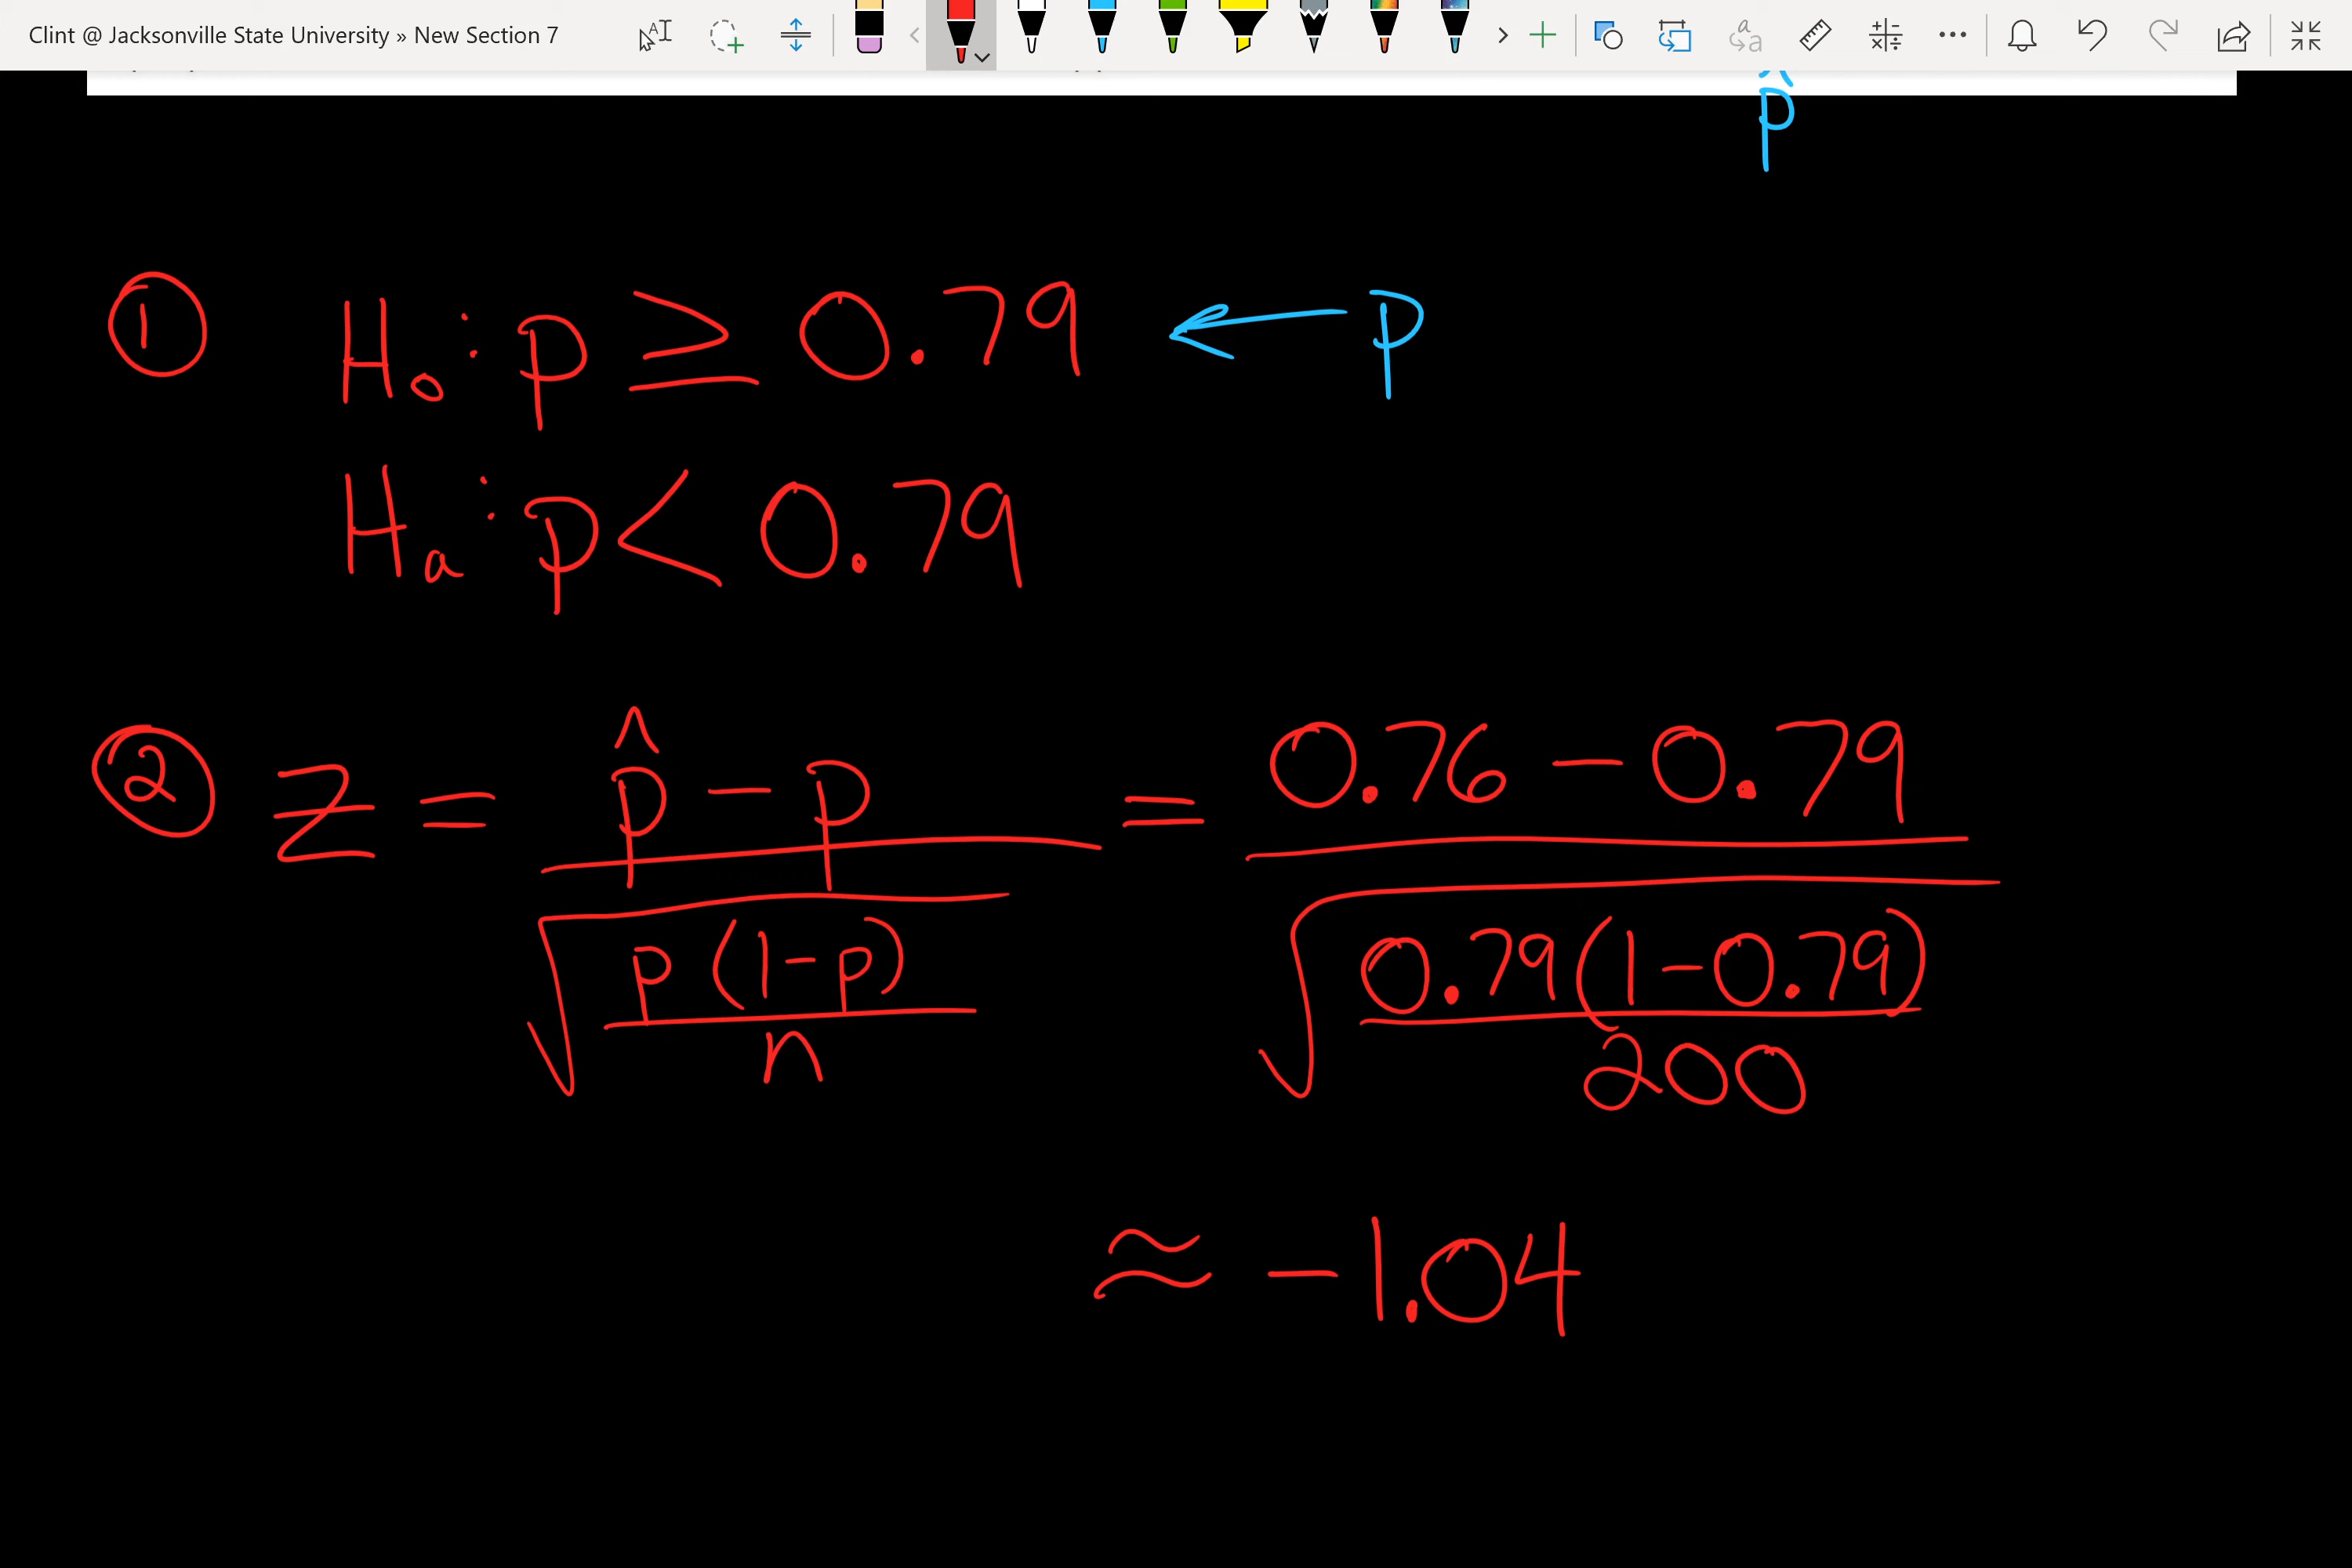 Clint @ Jacksonville State University » New Section 7
p̂
① H₀: p ≥ 0.79 ← p
Hₐ: p < 0.79
② z = (p̂ − p) / √(p(1−p)/n) = (0.76 − 0.79) / √(0.79(1−0.79)/200)
≈ −1.04